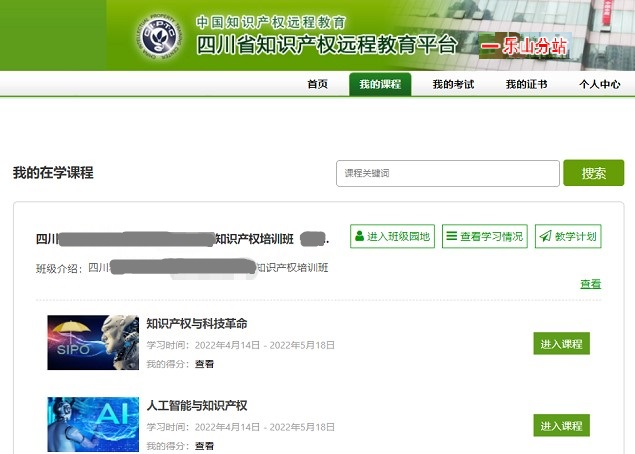 中国知识产权远程教育
四川省知识产权远程教育平台 — 乐山分站
首页 我的课程 我的考试 我的证书 个人中心
我的在学课程 课程关键词 搜索
四川 知识产权培训班 . 进入班级园地 查看学习情况 教学计划
班级介绍：四川 知识产权培训班
查看
知识产权与科技革命
SIPO
学习时间：2022年4月14日 - 2022年5月18日 进入课程
我的得分：查看
人工智能与知识产权
AI
学习时间：2022年4月14日 - 2022年5月18日 进入课程
我的得分：查看